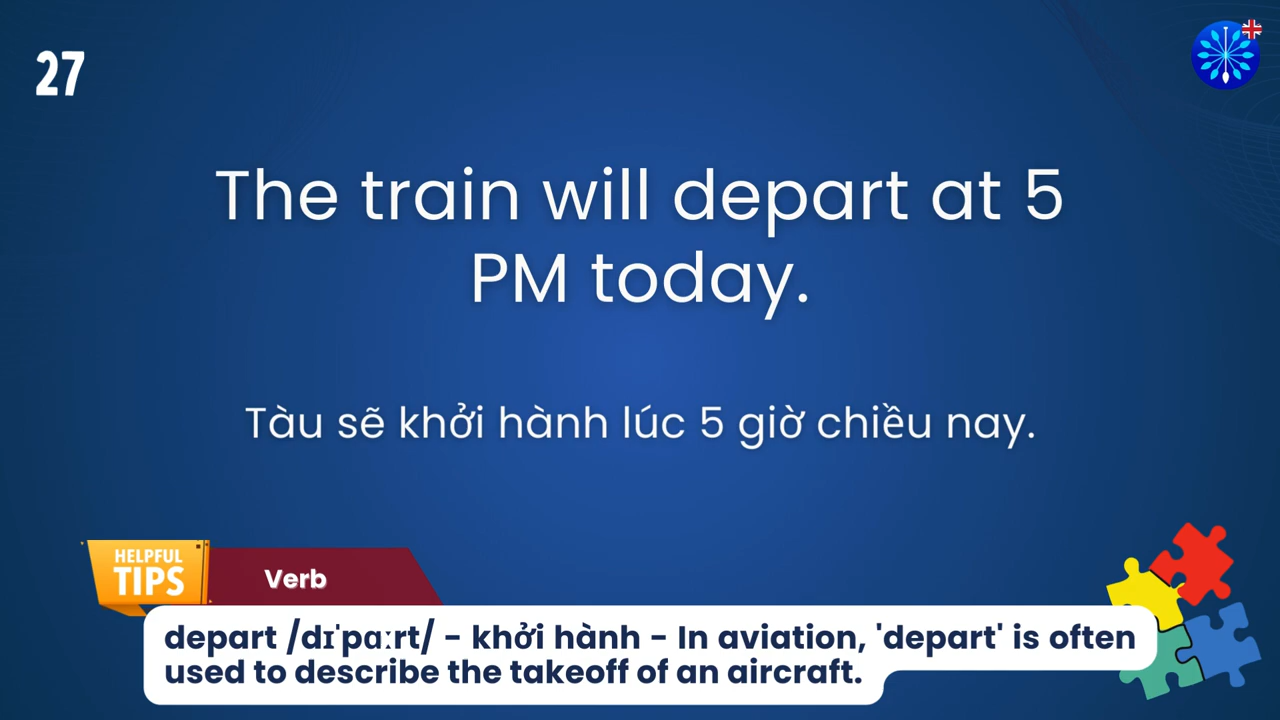 27
The train will depart at 5
PM today.
Tàu sẽ khởi hành lúc 5 giờ chiều nay.
HELPFUL
TIPS
Verb
depart /dɪˈpɑːrt/ - khởi hành - In aviation, 'depart' is often
used to describe the takeoff of an aircraft.